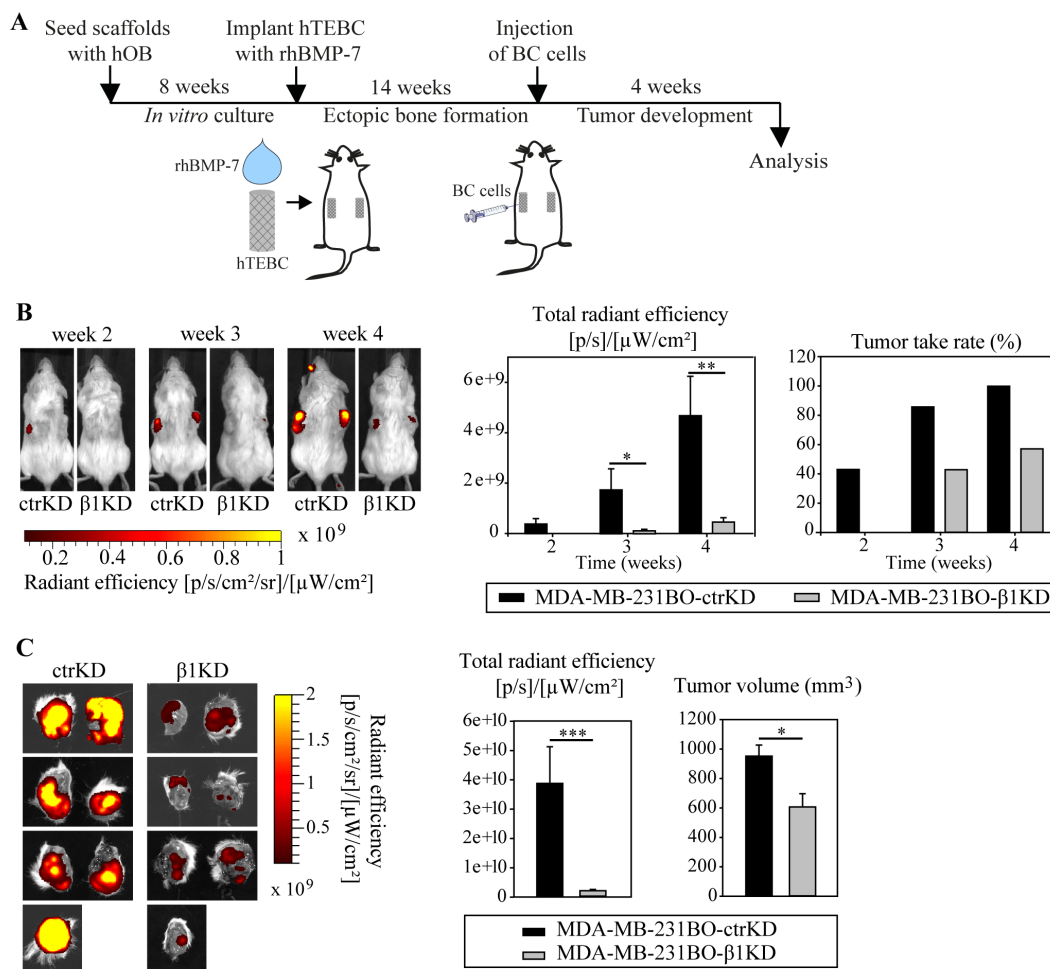 A
Seed scaffolds
with hOB
Implant hTEBC
with rhBMP-7
Injection
of BC cells
8 weeks
14 weeks
4 weeks
In vitro culture
Ectopic bone formation
Tumor development
Analysis
rhBMP-7
hTEBC
BC cells
B
week 2
week 3
week 4
ctrKD β1KD
ctrKD β1KD
ctrKD β1KD
0.2 0.4 0.6 0.8 1 x 10⁹
Radiant efficiency [p/s/cm²/sr]/[μW/cm²]
Total radiant efficiency
[p/s]/[μW/cm²]
6e+9
4e+9
2e+9
0
*
**
2 3 4
Time (weeks)
Tumor take rate (%)
120
100
80
60
40
20
0
2 3 4
Time (weeks)
MDA-MB-231BO-ctrKD
MDA-MB-231BO-β1KD
C
ctrKD
β1KD
2
1.5
1
0.5
x 10⁹
Radiant efficiency
[p/s/cm²/sr]/[μW/cm²]
Total radiant efficiency
[p/s]/[μW/cm²]
6e+10
5e+10
4e+10
3e+10
2e+10
1e+10
0
***
Tumor volume (mm³)
1200
1000
800
600
400
200
0
*
MDA-MB-231BO-ctrKD
MDA-MB-231BO-β1KD